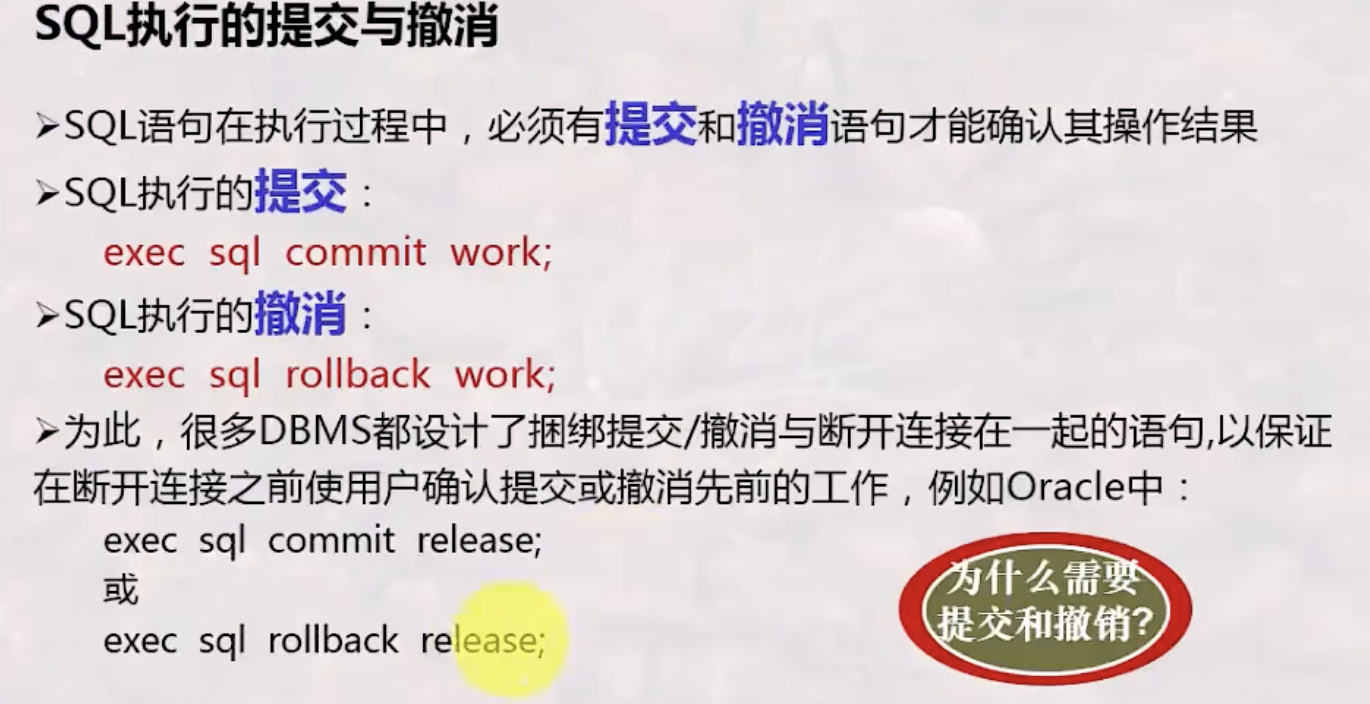 SQL执行的提交与撤消
➢SQL语句在执行过程中，必须有提交和撤消语句才能确认其操作结果
➢SQL执行的提交：
exec sql commit work;
➢SQL执行的撤消：
exec sql rollback work;
➢为此，很多DBMS都设计了捆绑提交/撤消与断开连接在一起的语句,以保证
在断开连接之前使用户确认提交或撤消先前的工作，例如Oracle中：
exec sql commit release;
或
exec sql rollback release;
为什么需要
提交和撤销?